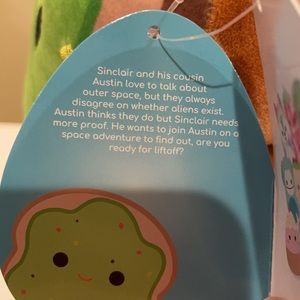 Sinclair and his cousin
Austin love to talk about
outer space, but they always
disagree on whether aliens exist.
Austin thinks they do but Sinclair needs
more proof. He wants to join Austin on a
space adventure to find out, are you
ready for liftoff?